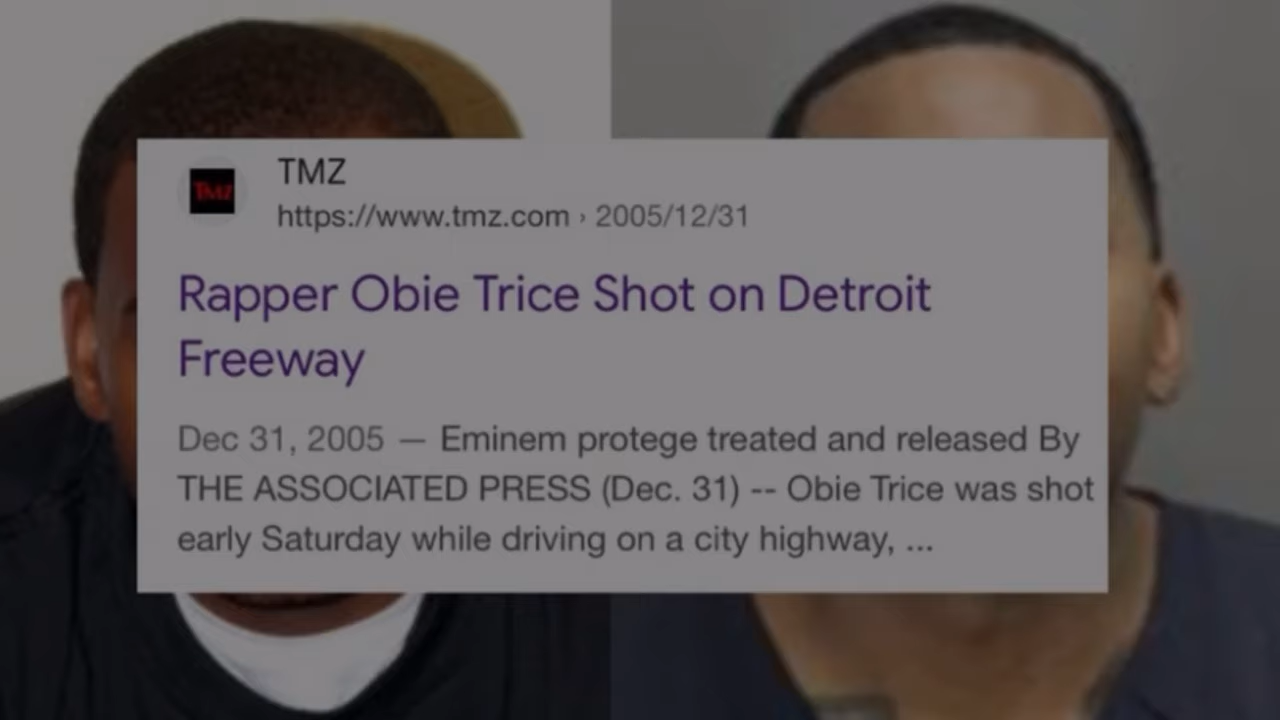 TMZ
TMZ
https://www.tmz.com › 2005/12/31
Rapper Obie Trice Shot on Detroit
Freeway
Dec 31, 2005 — Eminem protege treated and released By
THE ASSOCIATED PRESS (Dec. 31) -- Obie Trice was shot
early Saturday while driving on a city highway, ...